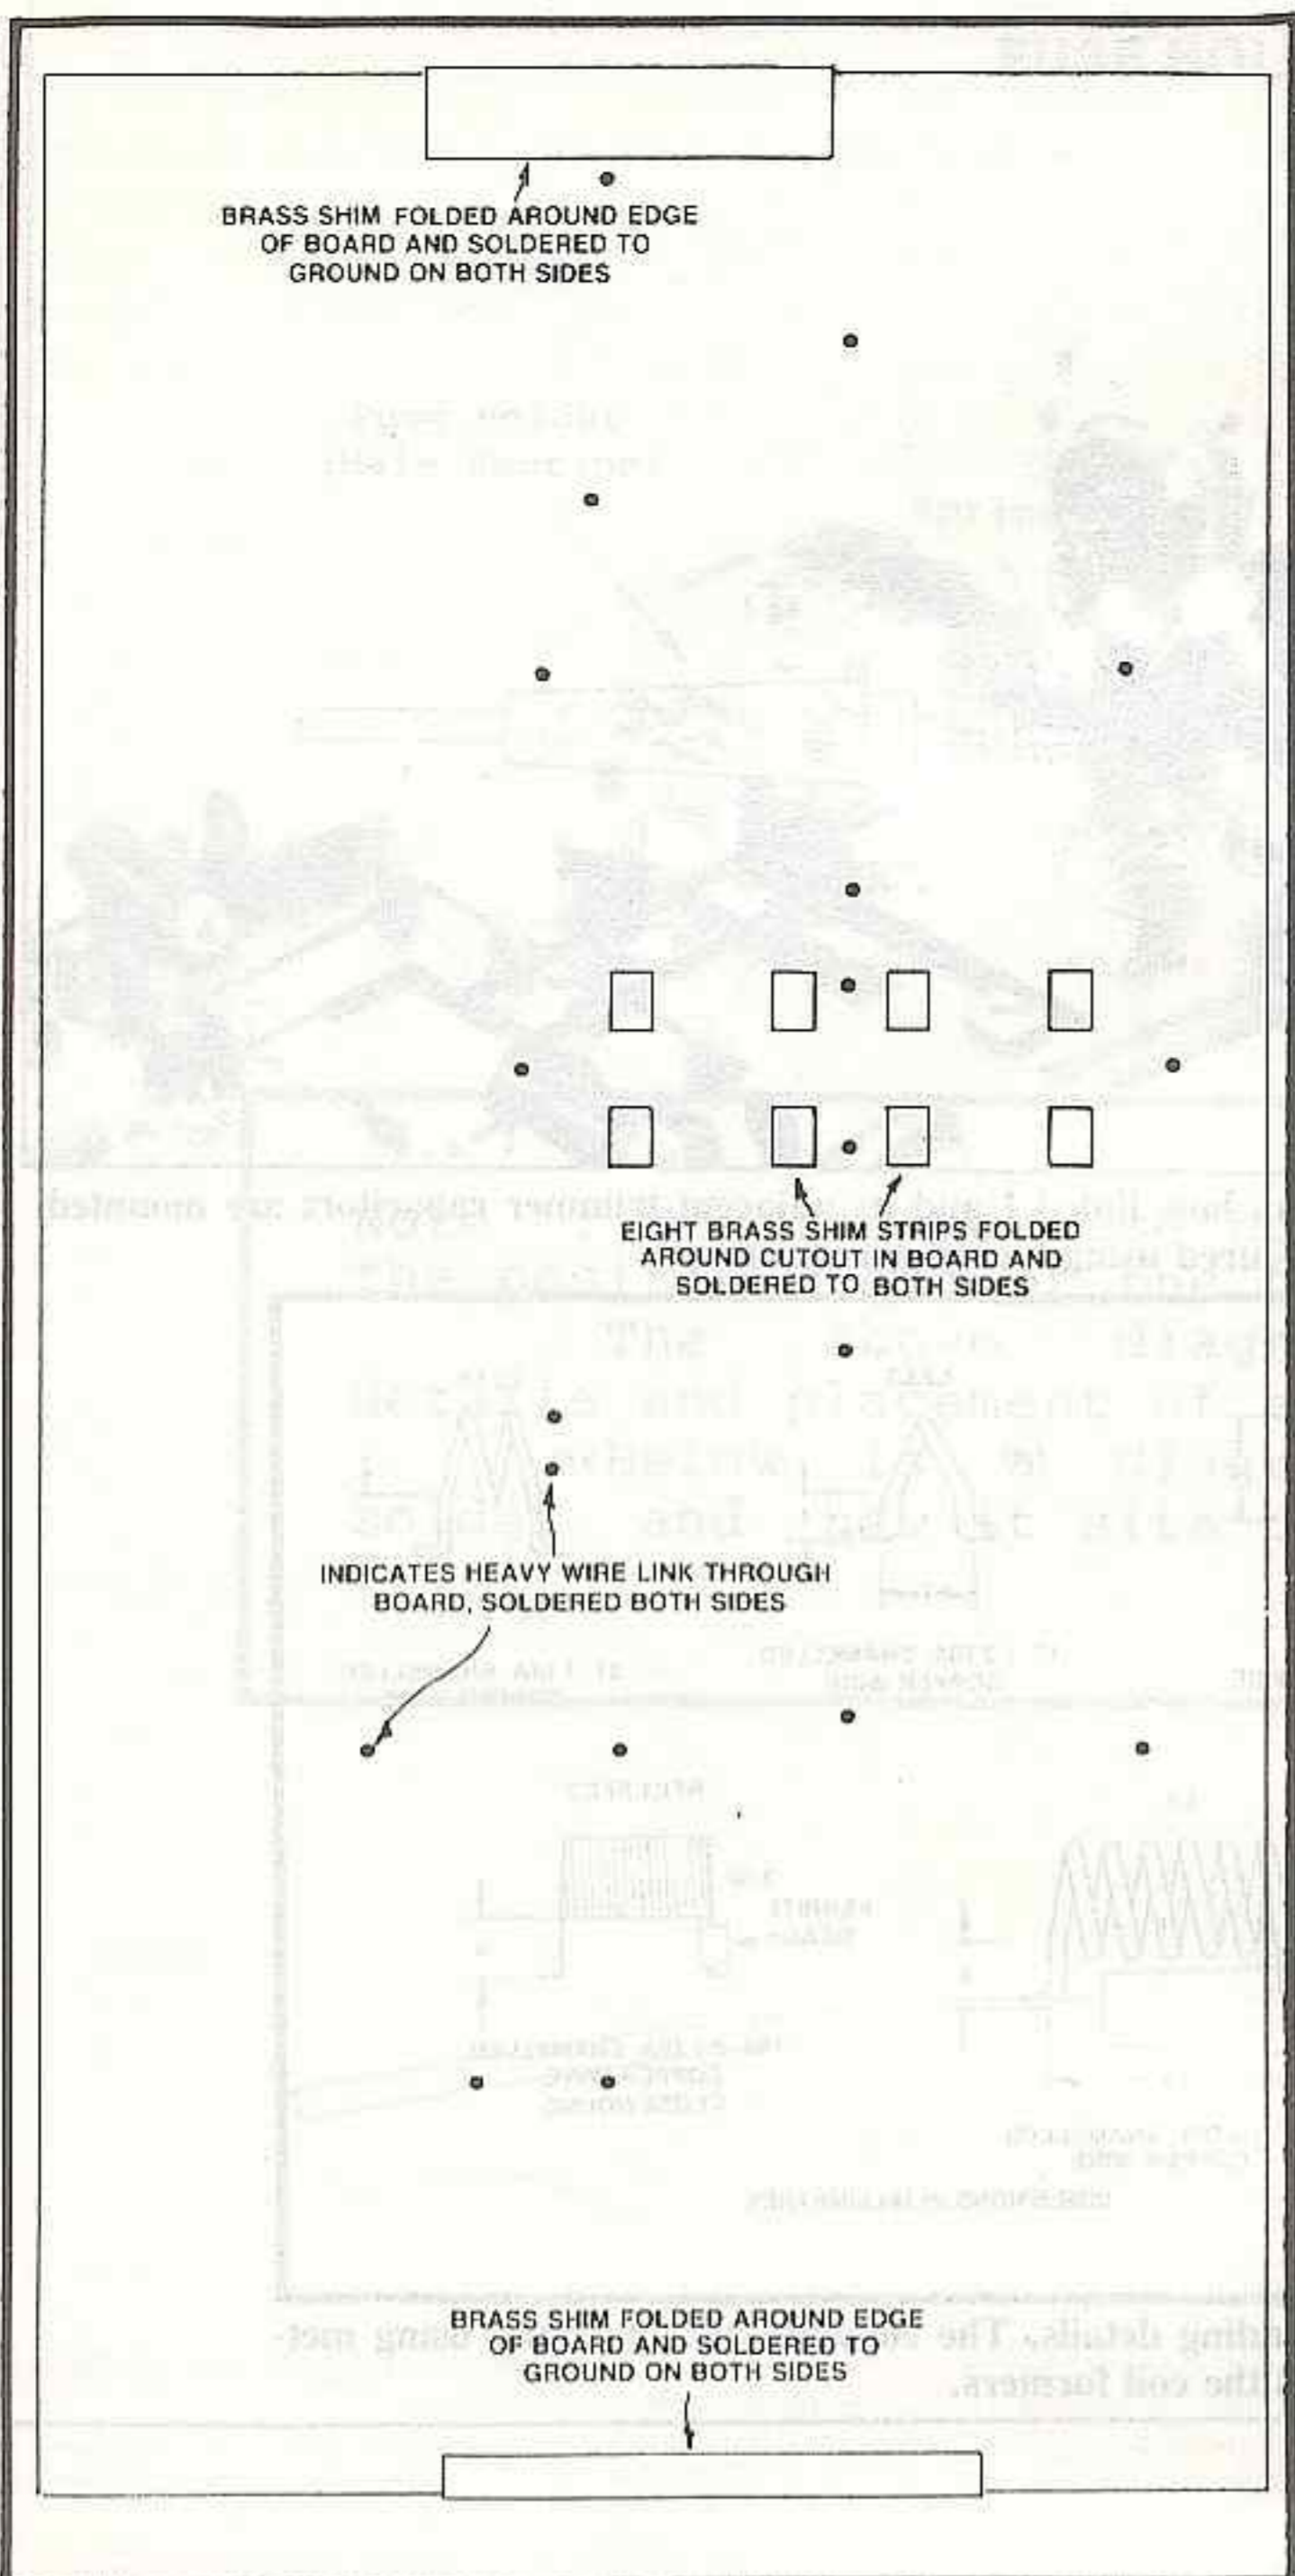 BRASS SHIM FOLDED AROUND EDGE
OF BOARD AND SOLDERED TO
GROUND ON BOTH SIDES
EIGHT BRASS SHIM STRIPS FOLDED
AROUND CUTOUT IN BOARD AND
SOLDERED TO BOTH SIDES
INDICATES HEAVY WIRE LINK THROUGH
BOARD, SOLDERED BOTH SIDES
BRASS SHIM FOLDED AROUND EDGE
OF BOARD AND SOLDERED TO
GROUND ON BOTH SIDES